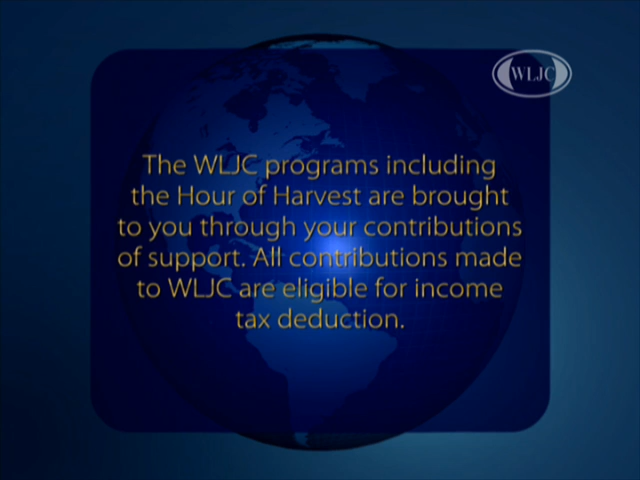 WLJC
The WLJC programs including
the Hour of Harvest are brought
to you through your contributions
of support. All contributions made
to WLJC are eligible for income
tax deduction.